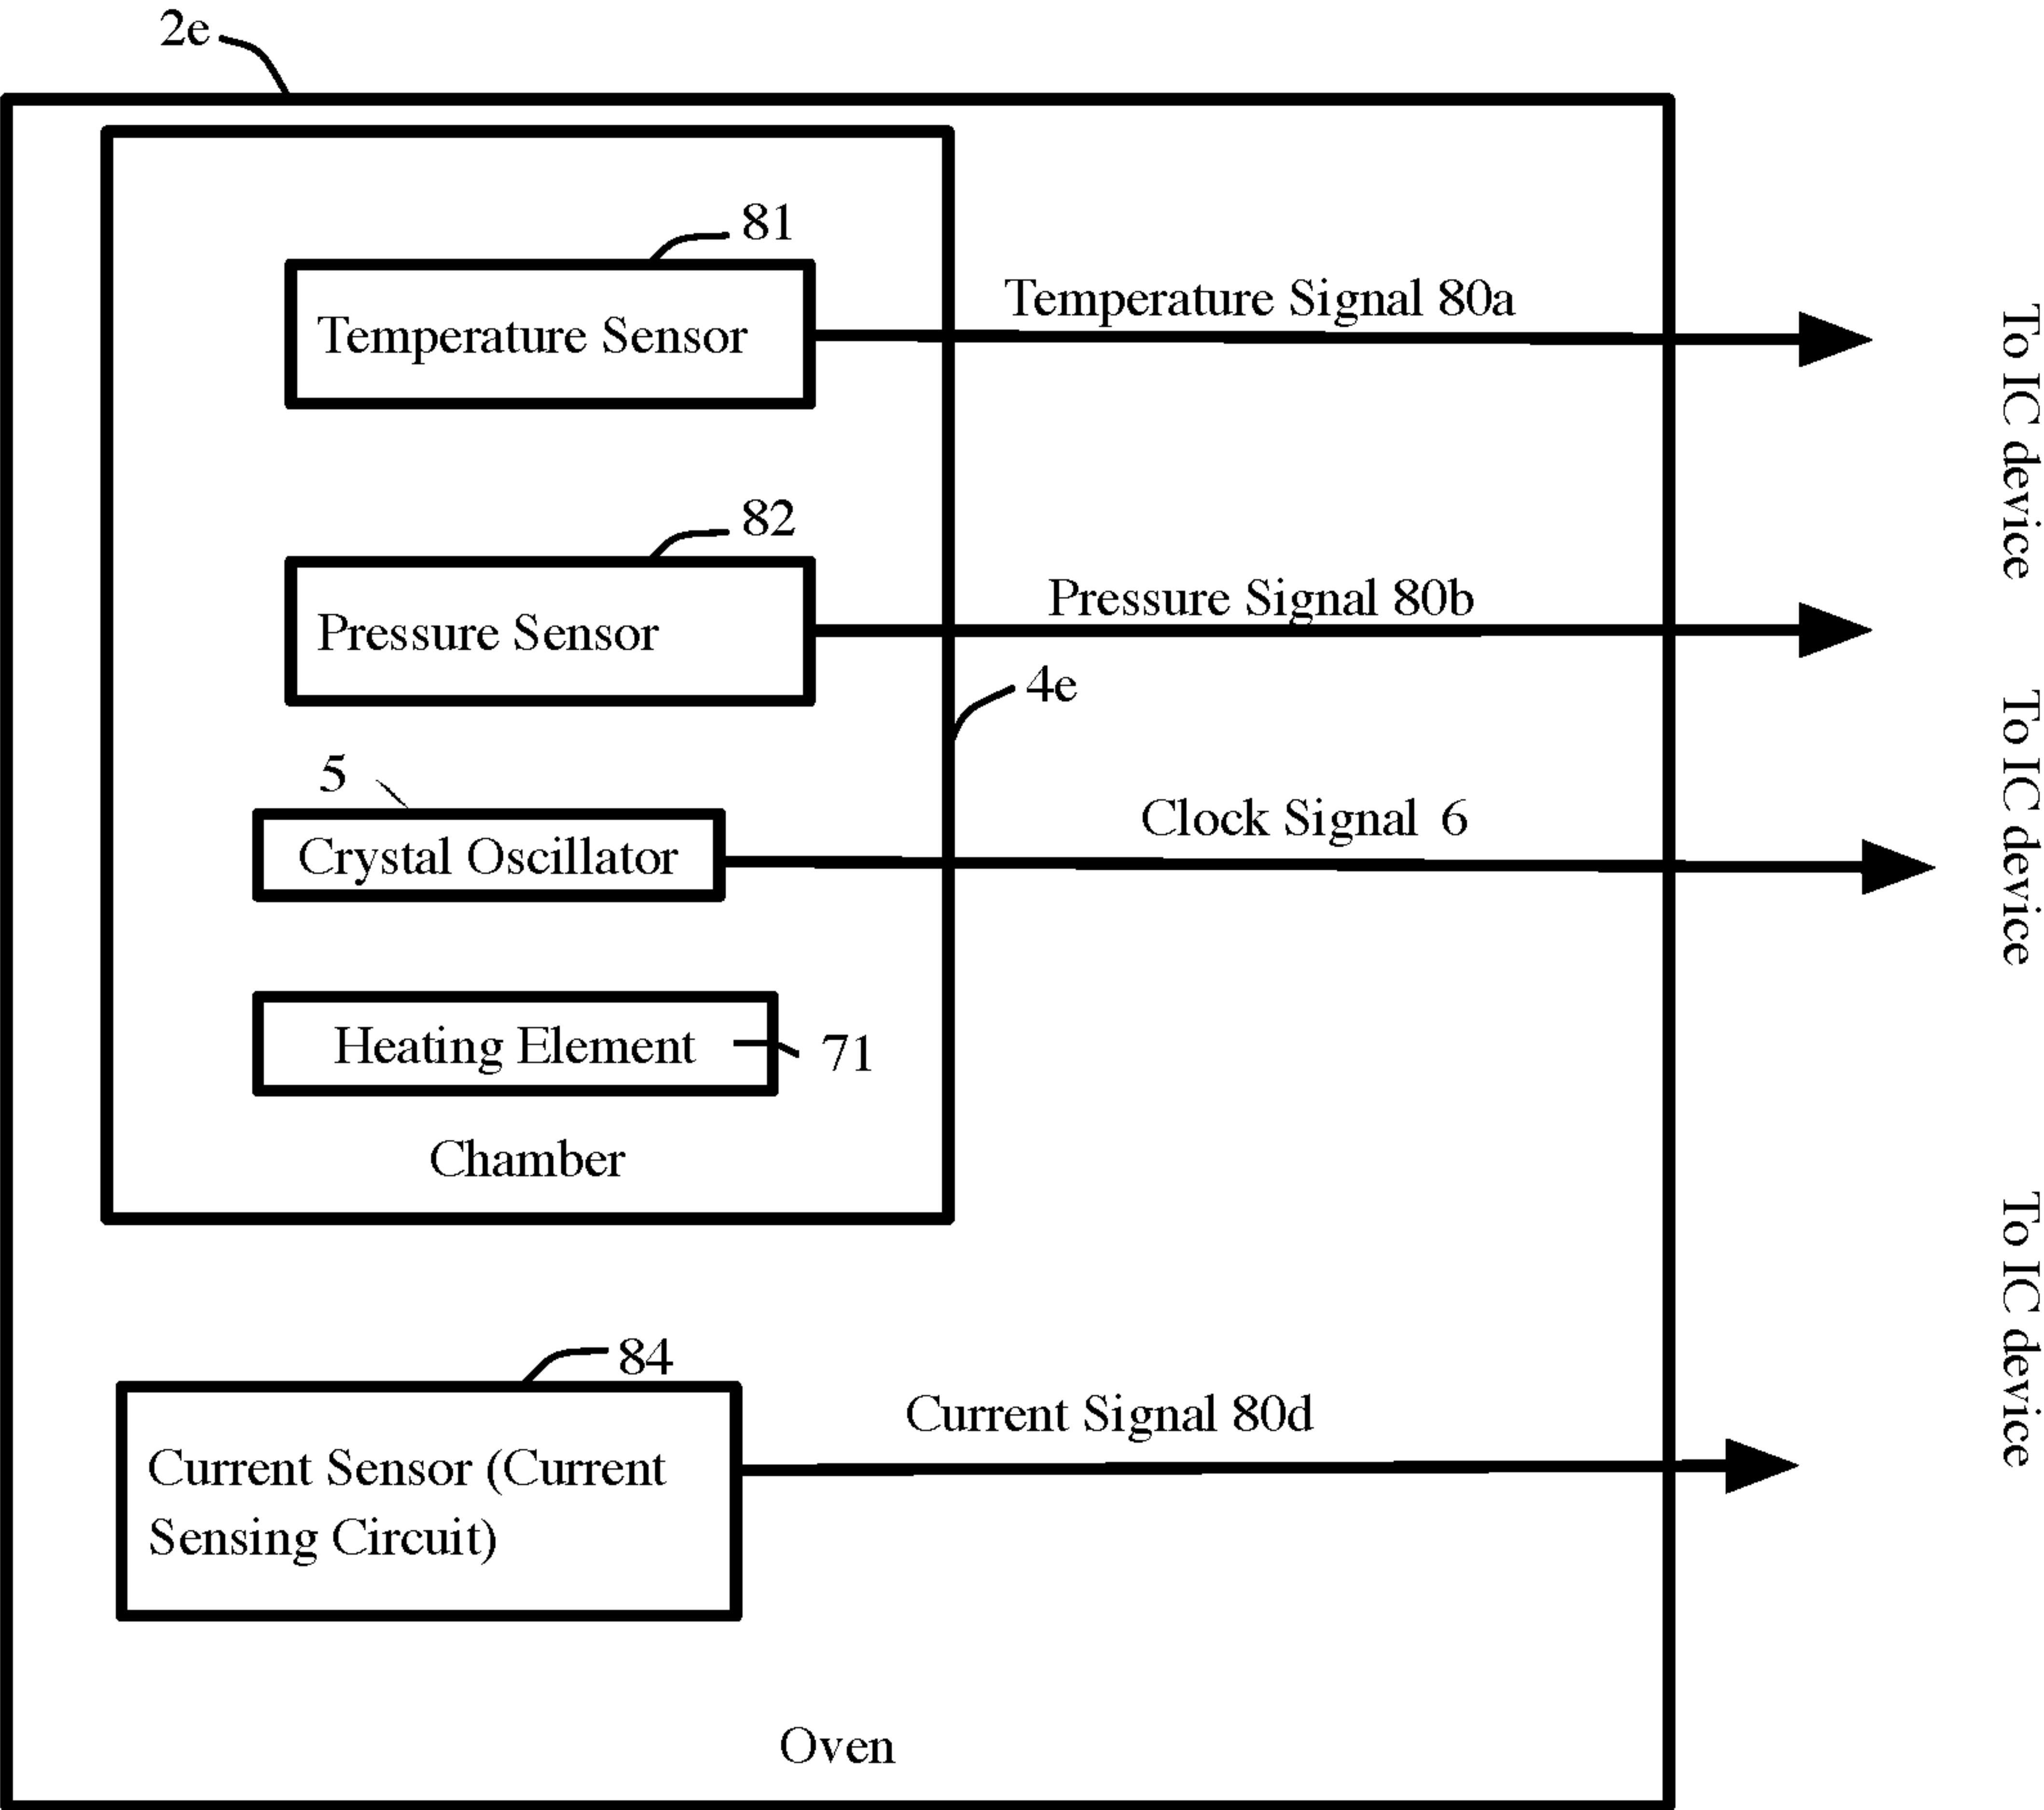 2e
81
Temperature Sensor
Temperature Signal 80a
To IC device
82
Pressure Sensor
Pressure Signal 80b
4e
To IC device
5
Crystal Oscillator
Clock Signal 6
Heating Element
71
Chamber
To IC device
84
Current Sensor (Current
Sensing Circuit)
Current Signal 80d
Oven